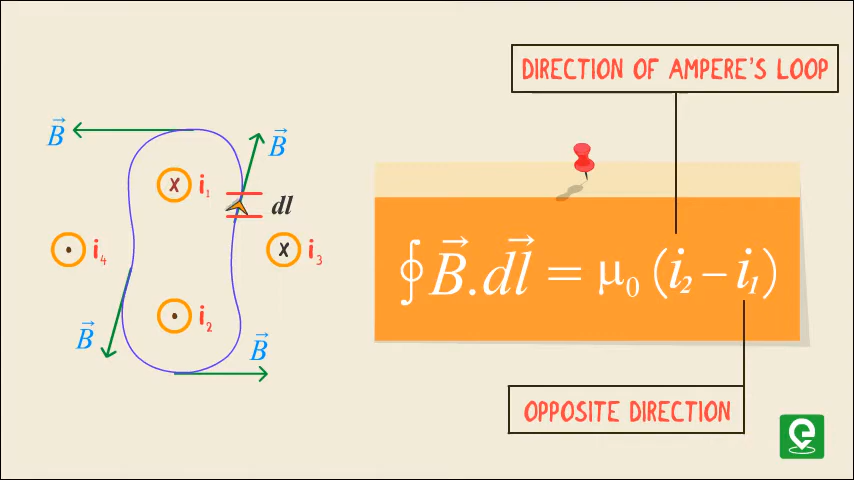 DIRECTION OF AMPERE'S LOOP
B⃗
B⃗
x i₁
dl
• i₄
x i₃
∮B⃗.dl⃗ = μ₀ (i₂ − i₁)
• i₂
B⃗
B⃗
OPPOSITE DIRECTION
e